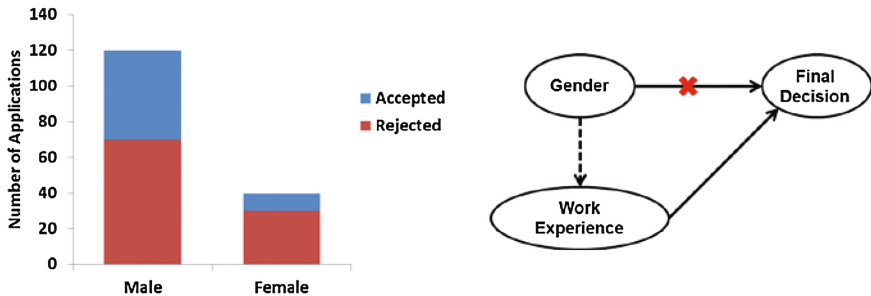 140
120
100
80
60
40
20
0
Number of Applications
Male
Female
Accepted
Rejected
Gender
Final
Decision
Work
Experience